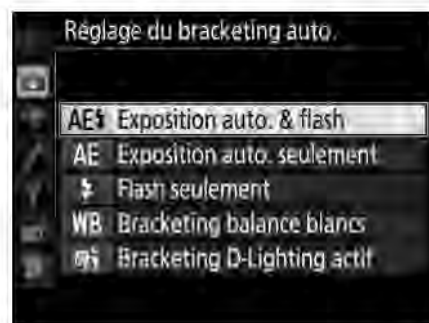 Réglage du bracketing auto.
AE Exposition auto. & flash
AE Exposition auto. seulement
Flash seulement
WB Bracketing balance blancs
Bracketing D-Lighting actif